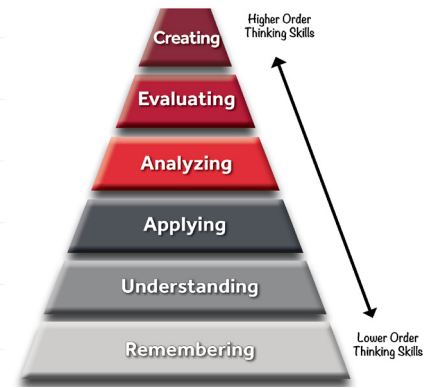 Creating
Higher Order
Thinking Skills
Evaluating
Analyzing
Applying
Understanding
Remembering
Lower Order
Thinking Skills